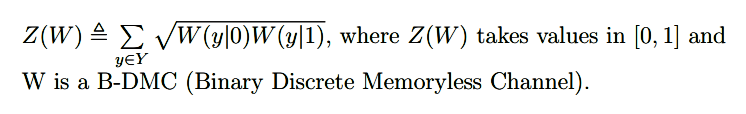 Z(W) ≜ ∑_{y∈Y} √(W(y|0)W(y|1)), where Z(W) takes values in [0, 1] and
W is a B-DMC (Binary Discrete Memoryless Channel).